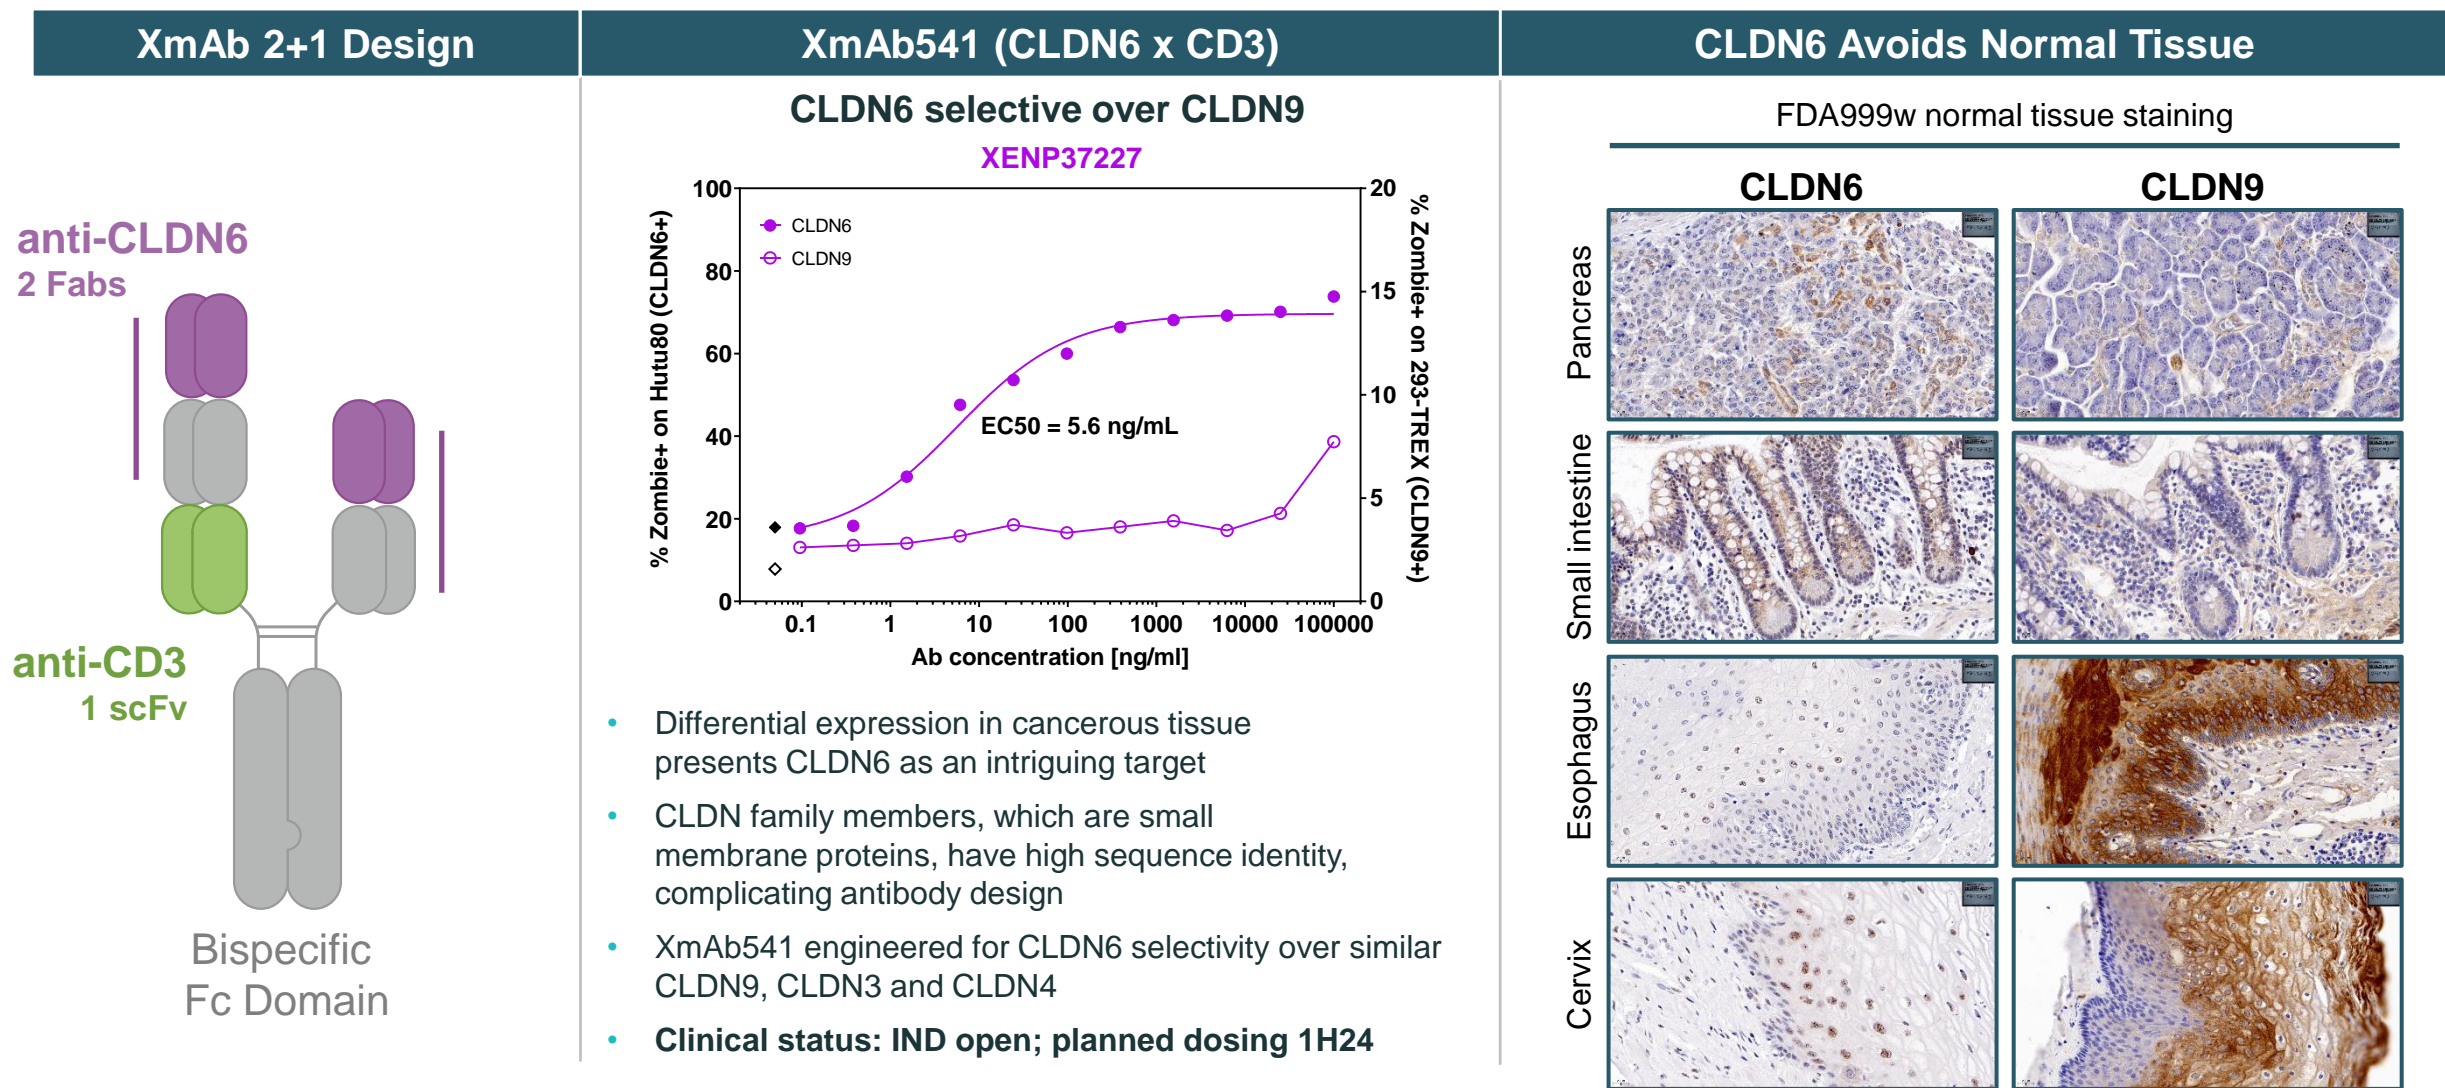 XmAb 2+1 Design
XmAb541 (CLDN6 x CD3)
CLDN6 Avoids Normal Tissue
anti-CLDN6
2 Fabs
anti-CD3
1 scFv
Bispecific
Fc Domain
CLDN6 selective over CLDN9
XENP37227
% Zombie+ on Hutu80 (CLDN6+)
100
80
60
40
20
0
CLDN6
CLDN9
EC50 = 5.6 ng/mL
20
15
10
5
0
% Zombie+ on 293-TREX (CLDN9+)
0.1 1 10 100 1000 10000 100000
Ab concentration [ng/ml]
• Differential expression in cancerous tissue
presents CLDN6 as an intriguing target
• CLDN family members, which are small
membrane proteins, have high sequence identity,
complicating antibody design
• XmAb541 engineered for CLDN6 selectivity over similar
CLDN9, CLDN3 and CLDN4
• Clinical status: IND open; planned dosing 1H24
FDA999w normal tissue staining
CLDN6
CLDN9
Pancreas
Small intestine
Esophagus
Cervix